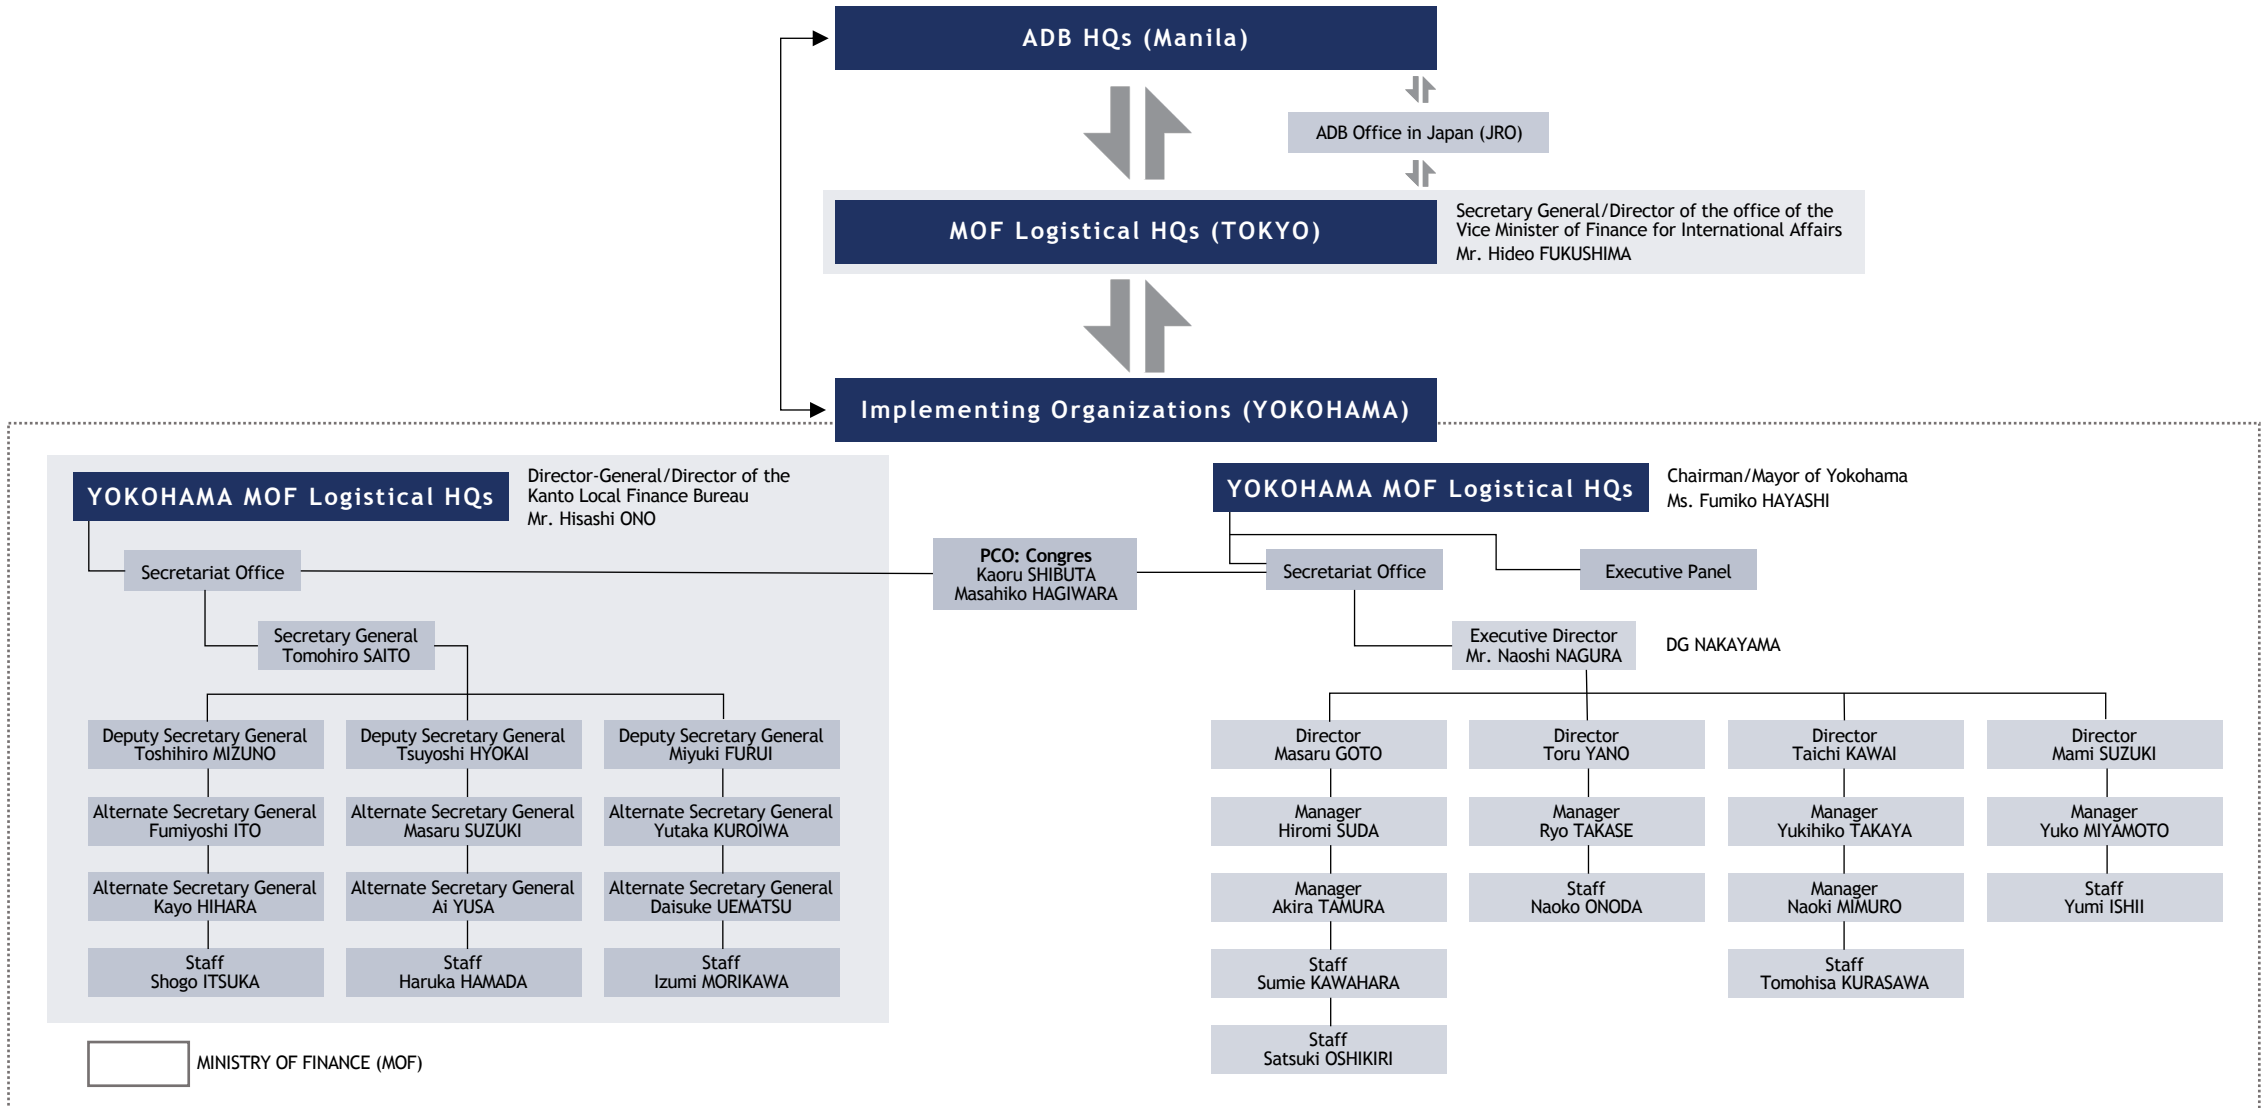 ADB HQs (Manila)
ADB Office in Japan (JRO)
MOF Logistical HQs (TOKYO)
Secretary General/Director of the office of the
Vice Minister of Finance for International Affairs
Mr. Hideo FUKUSHIMA
Implementing Organizations (YOKOHAMA)
YOKOHAMA MOF Logistical HQs
Director-General/Director of the
Kanto Local Finance Bureau
Mr. Hisashi ONO
Secretariat Office
Secretary General
Tomohiro SAITO
Deputy Secretary General
Toshihiro MIZUNO
Alternate Secretary General
Fumiyoshi ITO
Alternate Secretary General
Kayo HIHARA
Staff
Shogo ITSUKA
Deputy Secretary General
Tsuyoshi HYOKAI
Alternate Secretary General
Masaru SUZUKI
Alternate Secretary General
Ai YUSA
Staff
Haruka HAMADA
Deputy Secretary General
Miyuki FURUI
Alternate Secretary General
Yutaka KUROIWA
Alternate Secretary General
Daisuke UEMATSU
Staff
Izumi MORIKAWA
PCO: Congres
Kaoru SHIBUTA
Masahiko HAGIWARA
YOKOHAMA MOF Logistical HQs
Chairman/Mayor of Yokohama
Ms. Fumiko HAYASHI
Secretariat Office
Executive Panel
Executive Director
Mr. Naoshi NAGURA
DG NAKAYAMA
Director
Masaru GOTO
Manager
Hiromi SUDA
Manager
Akira TAMURA
Staff
Sumie KAWAHARA
Staff
Satsuki OSHIKIRI
Director
Toru YANO
Manager
Ryo TAKASE
Staff
Naoko ONODA
Director
Taichi KAWAI
Manager
Yukihiko TAKAYA
Manager
Naoki MIMURO
Staff
Tomohisa KURASAWA
Director
Mami SUZUKI
Manager
Yuko MIYAMOTO
Staff
Yumi ISHII
MINISTRY OF FINANCE (MOF)